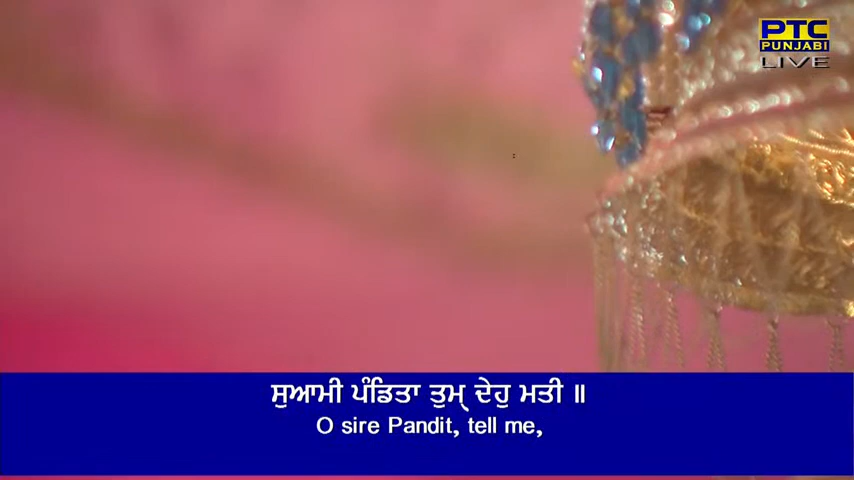 PTC
PUNJABI
LIVE
ਸੁਆਮੀ ਪੰਡਿਤਾ ਤੁਮ੍ ਦੇਹੁ ਮਤੀ ॥
O sire Pandit, tell me,